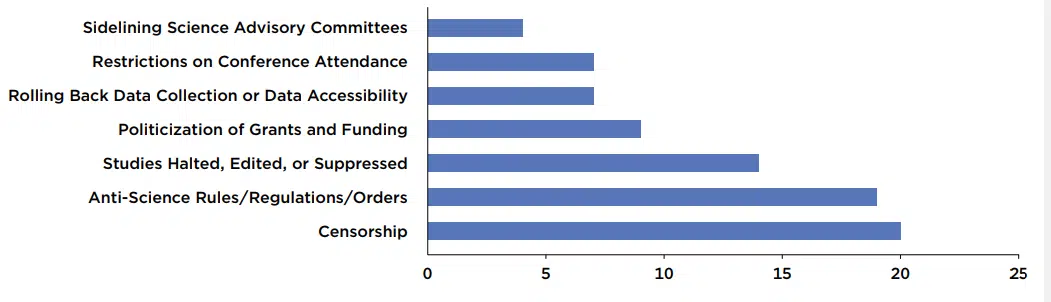 Sidelining Science Advisory Committees
Restrictions on Conference Attendance
Rolling Back Data Collection or Data Accessibility
Politicization of Grants and Funding
Studies Halted, Edited, or Suppressed
Anti-Science Rules/Regulations/Orders
Censorship
0 5 10 15 20 25